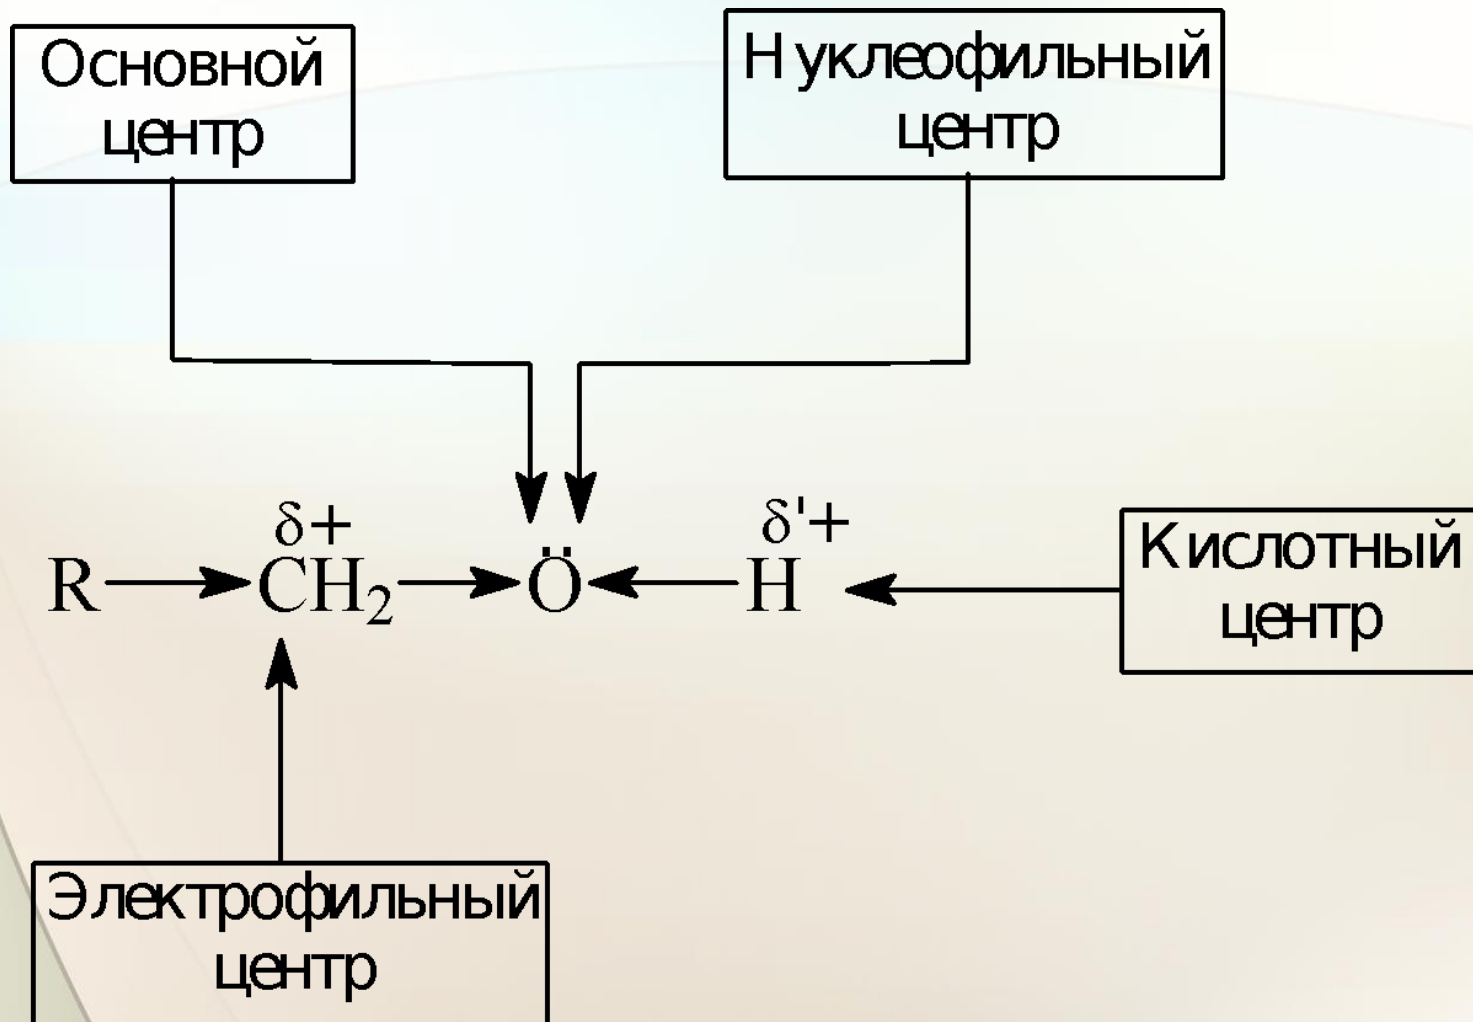 Основной
центр
Нуклеофильный
центр
δ+ δ'+
R CH₂ Ö H
Кислотный
центр
Электрофильный
центр